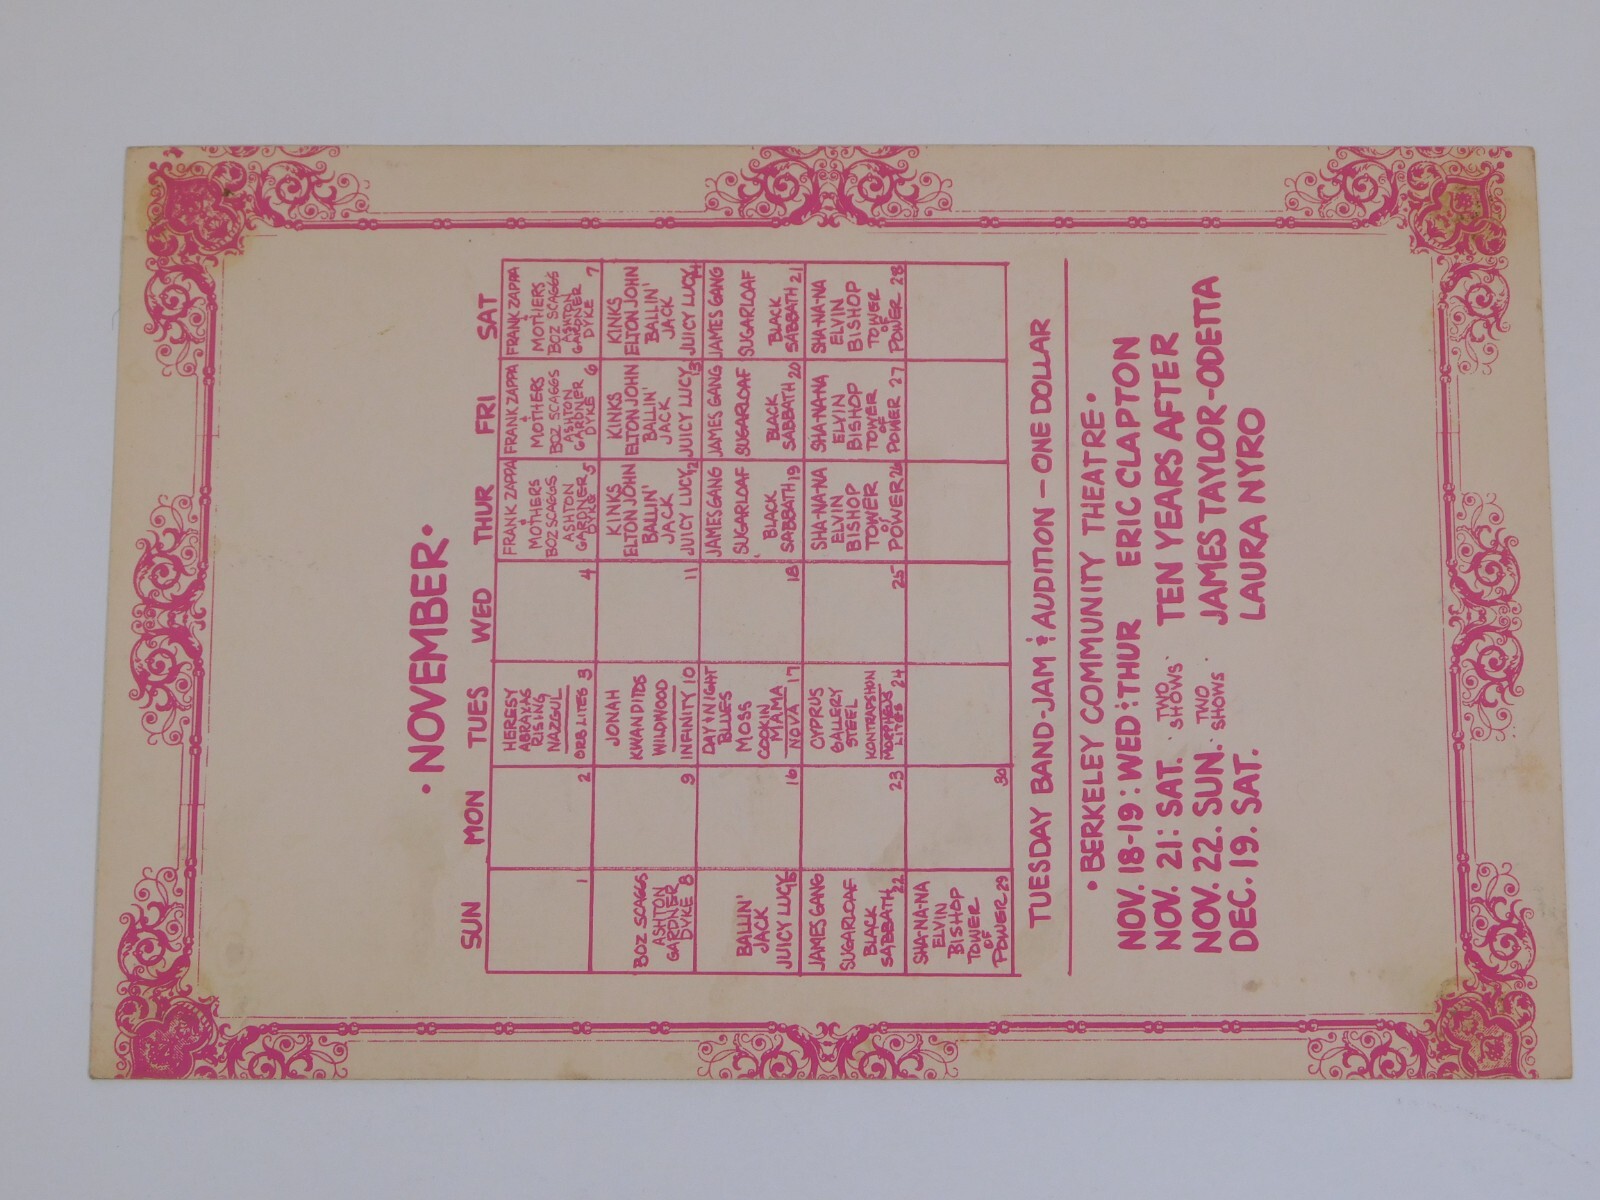 • NOVEMBER •
SUN MON TUES WED THUR FRI SAT
1
2
HERESY
ABRAXAS
RISING
NAZGUL
ORB LITES 3
4
FRANK ZAPPA
&
MOTHERS
BOZ SCAGGS
ASHTON
GARDNER 5
DYKE
FRANK ZAPPA
&
MOTHERS
BOZ SCAGGS
ASHTON
GARDNER
DYKE 6
FRANK ZAPPA
&
MOTHERS
BOZ SCAGGS
ASHTON
GARDNER
DYKE 7
BOZ SCAGGS
ASHTON
GARDNER
DYKE 8
9
JONAH
KWANDITOS
WILDWOOD
INFINITY 10
11
KINKS
ELTON JOHN
BALLIN'
JACK
JUICY LUCY 12
KINKS
ELTON JOHN
BALLIN'
JACK
JUICY LUCY 13
KINKS
ELTON JOHN
BALLIN'
JACK
JUICY LUCY 14
BALLIN'
JACK
JUICY LUCY 15
16
DAY & NIGHT
BLUES
MOSS
COOKIN
MAMA
NOVA 17
18
JAMES GANG
SUGARLOAF
BLACK
SABBATH 19
JAMES GANG
SUGARLOAF
BLACK
SABBATH 20
JAMES GANG
SUGARLOAF
BLACK
SABBATH 21
JAMES GANG
SUGARLOAF
BLACK
SABBATH 22
23
CYPRUS
GALLERY
STEEL
KONTRAPSHON
MORPHEUS
LITES 24
25
SHA-NA-NA
ELVIN
BISHOP
TOWER
OF
POWER 26
SHA-NA-NA
ELVIN
BISHOP
TOWER
OF
POWER 27
SHA-NA-NA
ELVIN
BISHOP
TOWER
OF
POWER 28
SHA-NA-NA
ELVIN
BISHOP
TOWER
OF
POWER 29
30
TUESDAY BAND-JAM & AUDITION — ONE DOLLAR
• BERKELEY COMMUNITY THEATRE •
NOV. 18-19: WED & THUR ERIC CLAPTON
NOV. 21: SAT. • TWO SHOWS • TEN YEARS AFTER
NOV. 22. SUN. • TWO SHOWS • JAMES TAYLOR-ODETTA
DEC. 19. SAT. LAURA NYRO